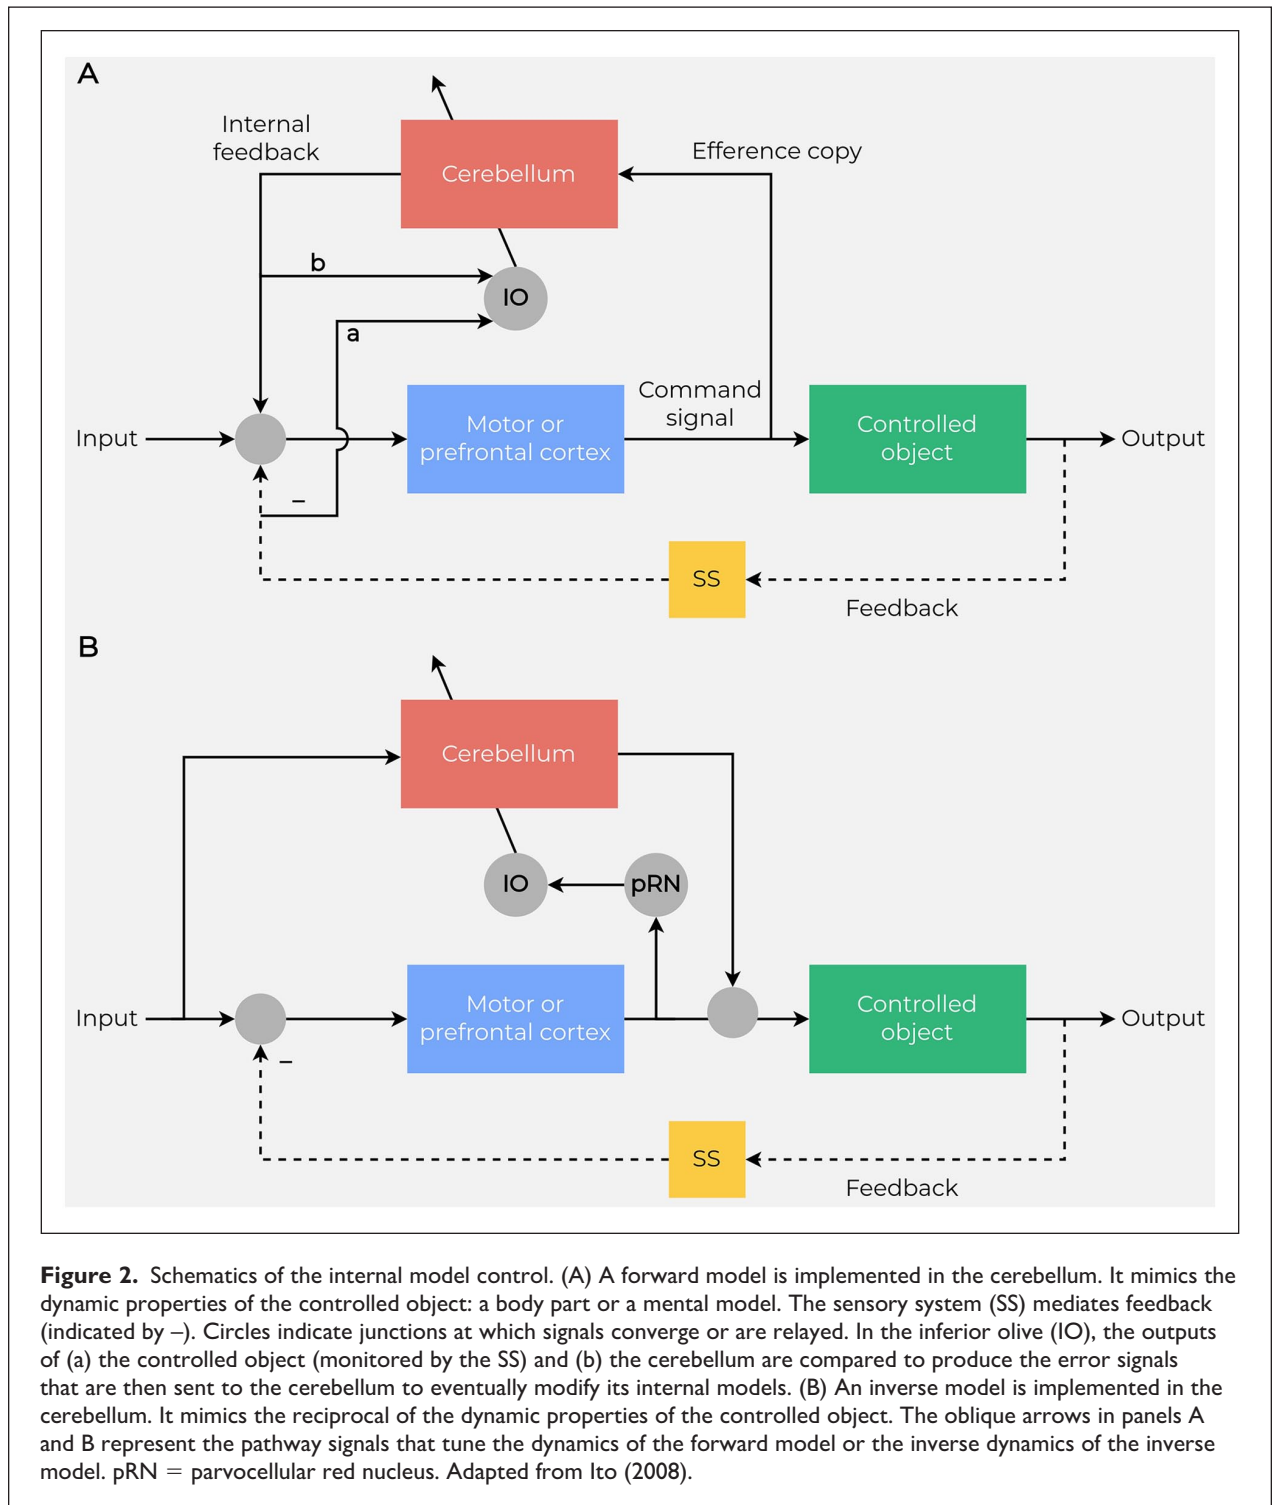 A
Internal
feedback
Efference copy
Cerebellum
b
IO
a
Command
signal
Input
Motor or
prefrontal cortex
Controlled
object
Output
–
SS
Feedback
B
Cerebellum
IO
pRN
Input
Motor or
prefrontal cortex
Controlled
object
Output
–
SS
Feedback
Figure 2. Schematics of the internal model control. (A) A forward model is implemented in the cerebellum. It mimics the
dynamic properties of the controlled object: a body part or a mental model. The sensory system (SS) mediates feedback
(indicated by –). Circles indicate junctions at which signals converge or are relayed. In the inferior olive (IO), the outputs
of (a) the controlled object (monitored by the SS) and (b) the cerebellum are compared to produce the error signals
that are then sent to the cerebellum to eventually modify its internal models. (B) An inverse model is implemented in the
cerebellum. It mimics the reciprocal of the dynamic properties of the controlled object. The oblique arrows in panels A
and B represent the pathway signals that tune the dynamics of the forward model or the inverse dynamics of the inverse
model. pRN = parvocellular red nucleus. Adapted from Ito (2008).